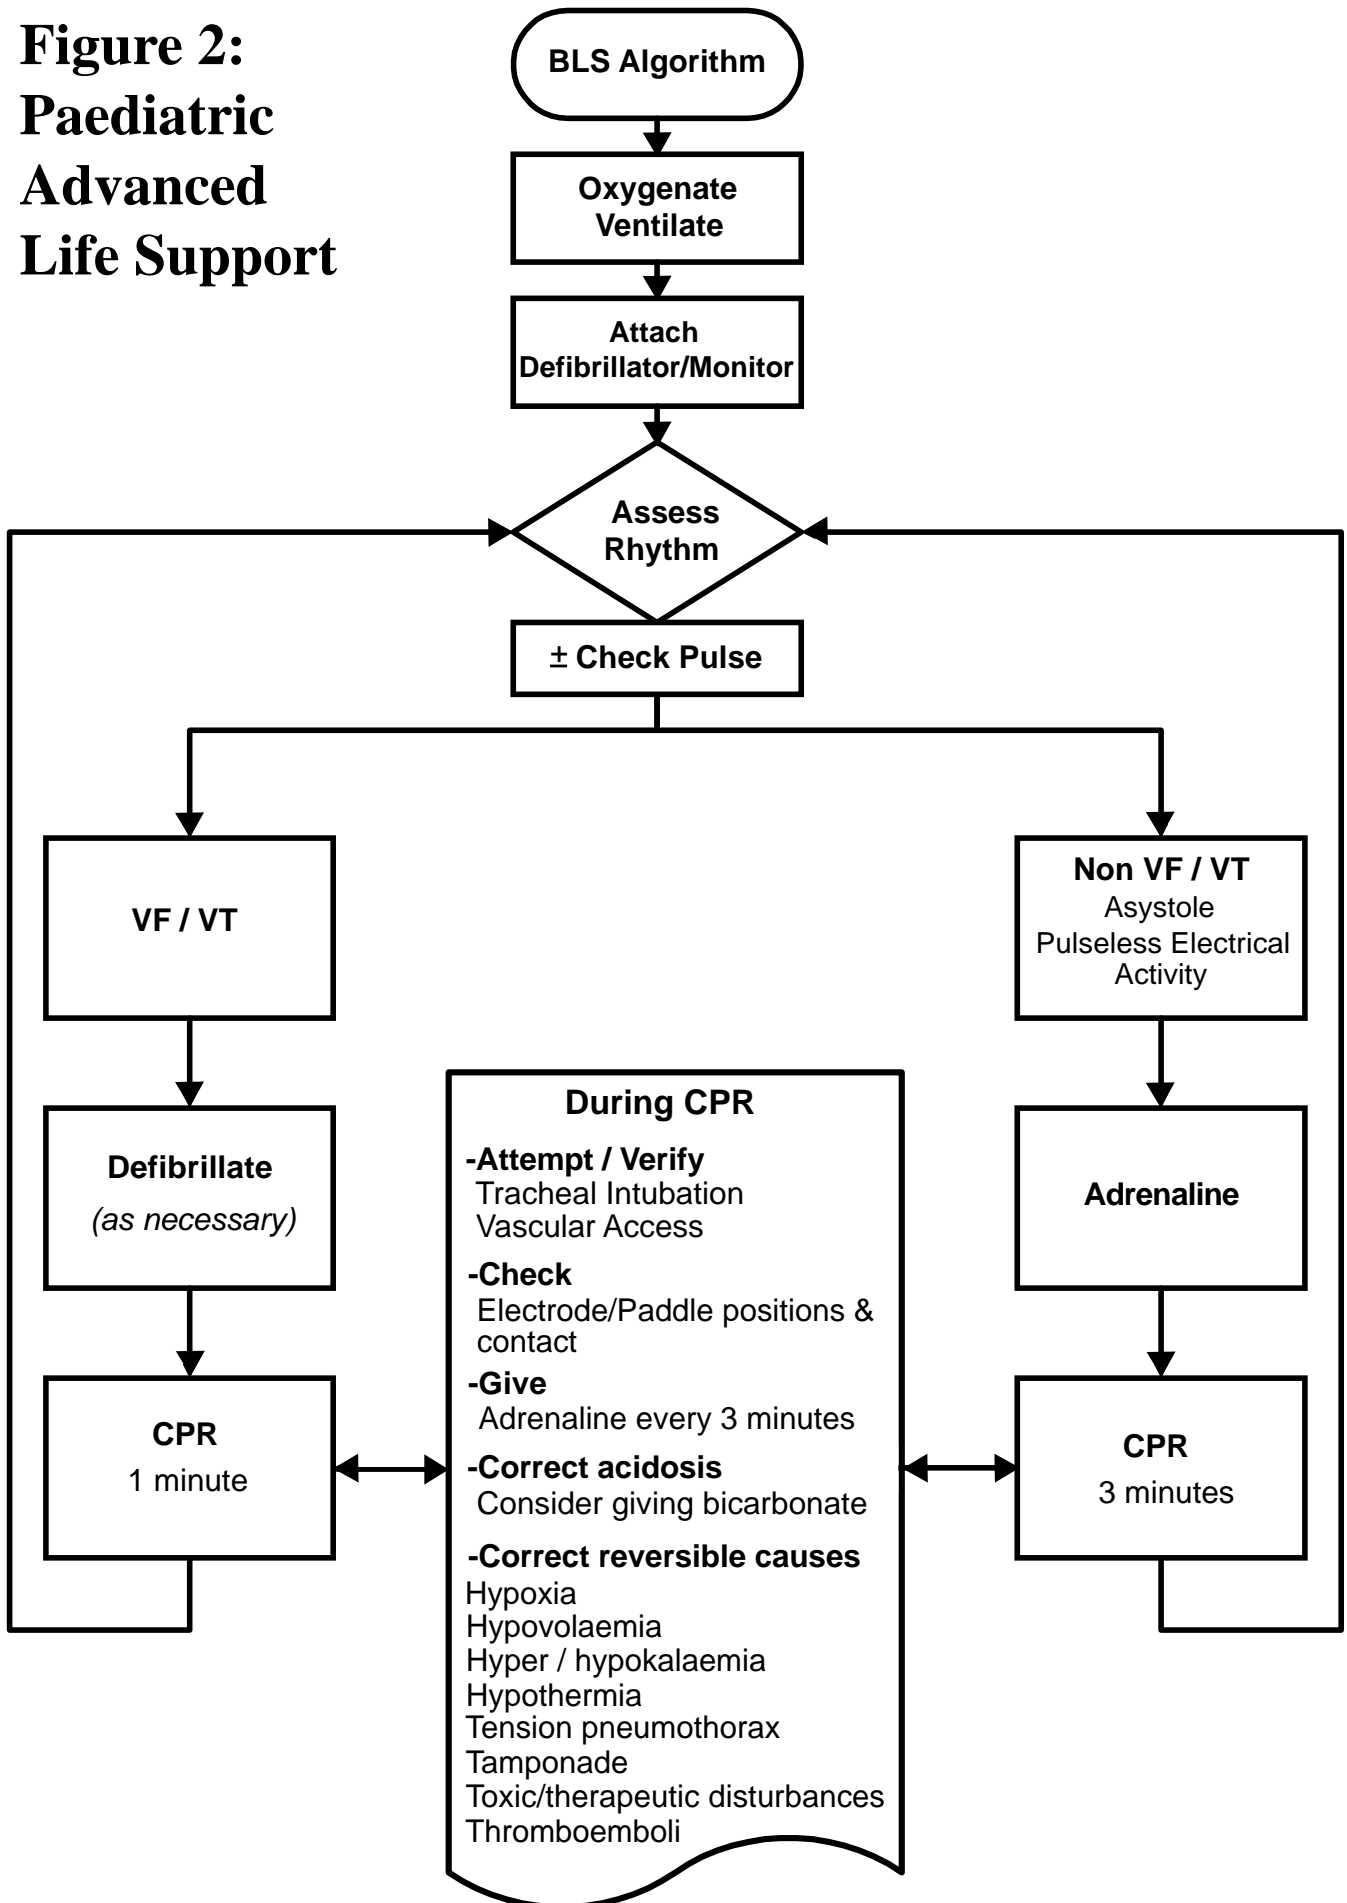 Figure 2:
Paediatric
Advanced
Life Support
BLS Algorithm
Oxygenate
Ventilate
Attach
Defibrillator/Monitor
Assess
Rhythm
± Check Pulse
VF / VT
Non VF / VT
Asystole
Pulseless Electrical
Activity
Defibrillate
(as necessary)
Adrenaline
CPR
1 minute
During CPR
-Attempt / Verify
Tracheal Intubation
Vascular Access
-Check
Electrode/Paddle positions &
contact
-Give
Adrenaline every 3 minutes
-Correct acidosis
Consider giving bicarbonate
-Correct reversible causes
Hypoxia
Hypovolaemia
Hyper / hypokalaemia
Hypothermia
Tension pneumothorax
Tamponade
Toxic/therapeutic disturbances
Thromboemboli
CPR
3 minutes